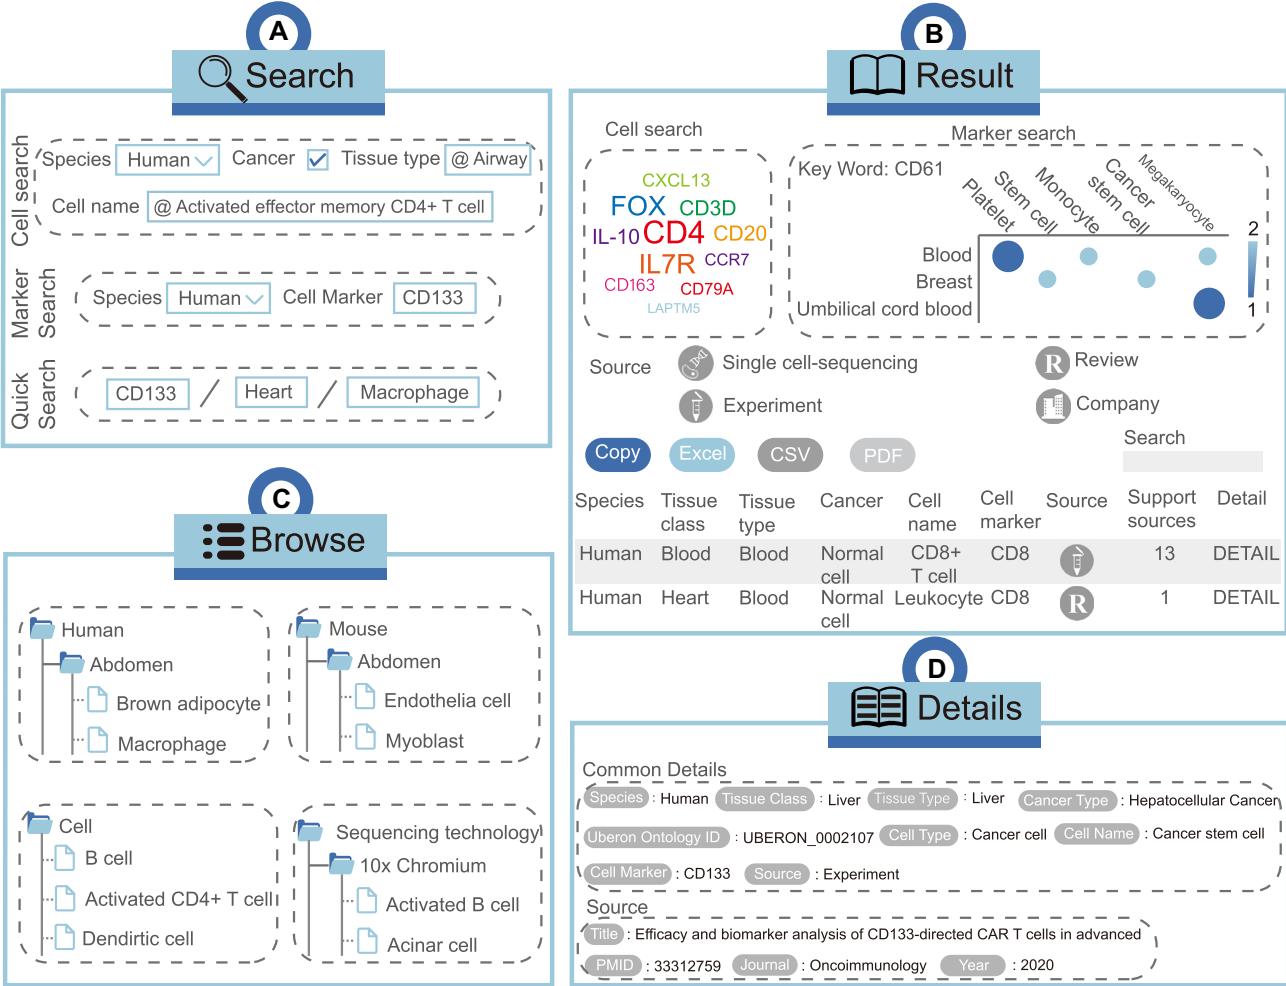 A
Search
Cell search
Species Human Cancer Tissue type @ Airway
Cell name @ Activated effector memory CD4+ T cell
Marker
Search
Species Human Cell Marker CD133
Quick
Search
CD133 / Heart / Macrophage
B
Result
Cell search
CXCL13
FOX CD3D
IL-10 CD4 CD20
IL7R CCR7
CD163 CD79A
LAPTM5
Marker search
Key Word: CD61
Platelet
Stem cell
Monocyte
Cancer
stem cell
Megakaryocyte
Blood
Breast
Umbilical cord blood
2
1
Source
Single cell-sequencing
R Review
Experiment
Company
Copy Excel CSV PDF
Search
Species Tissue class Tissue type Cancer Cell name Cell marker Source Support sources Detail
Human Blood Blood Normal cell CD8+ T cell CD8 13 DETAIL
Human Heart Blood Normal cell Leukocyte CD8 R 1 DETAIL
C
Browse
Human
Abdomen
Brown adipocyte
Macrophage
Mouse
Abdomen
Endothelia cell
Myoblast
Cell
B cell
Activated CD4+ T cell
Dendirtic cell
Sequencing technology
10x Chromium
Activated B cell
Acinar cell
D
Details
Common Details
Species : Human Tissue Class : Liver Tissue Type : Liver Cancer Type : Hepatocellular Cancer
Uberon Ontology ID : UBERON_0002107 Cell Type : Cancer cell Cell Name : Cancer stem cell
Cell Marker : CD133 Source : Experiment
Source
Title : Efficacy and biomarker analysis of CD133-directed CAR T cells in advanced
PMID : 33312759 Journal : Oncoimmunology Year : 2020